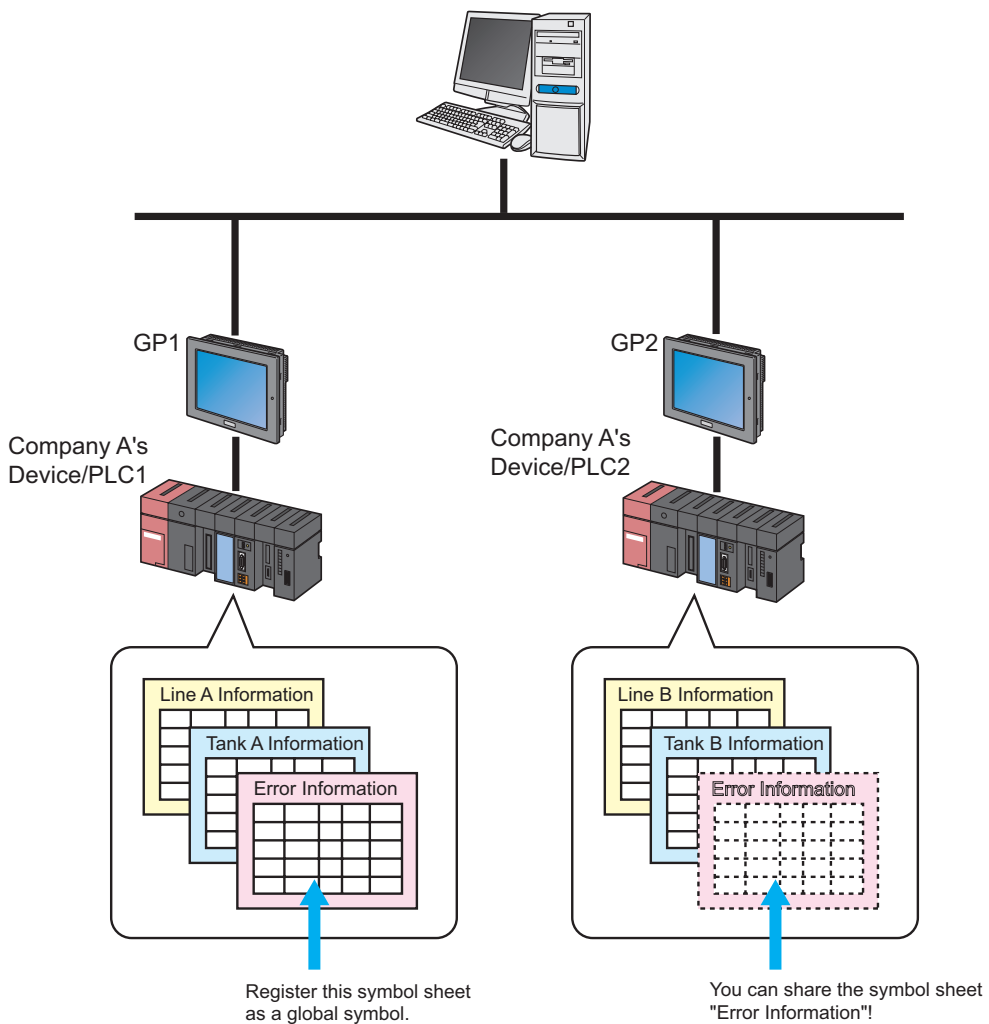 GP1
GP2
Company A's
Device/PLC1
Company A's
Device/PLC2
Line A Information
Tank A Information
Error Information
Line B Information
Tank B Information
Error Information
Register this symbol sheet
as a global symbol.
You can share the symbol sheet
"Error Information"!